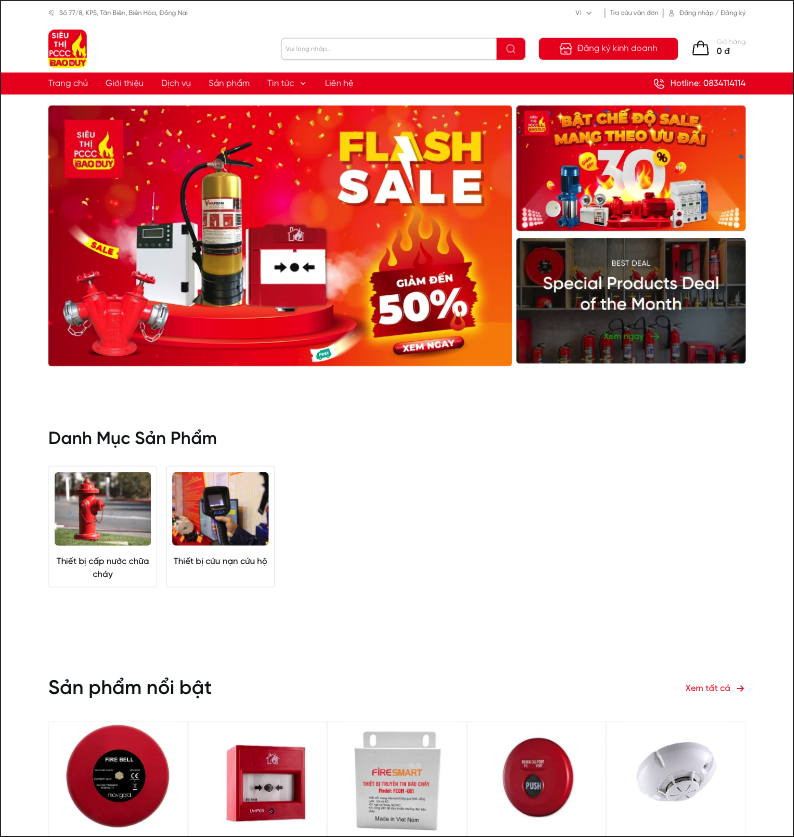 Số 77/8, KP5, Tân Biên, Biên Hòa, Đồng Nai
VI
Tra cứu vận đơn
Đăng nhập / Đăng ký
SIÊU
THỊ
PCCC
BAO DUY
Vui lòng nhập...
Đăng ký kinh doanh
Giỏ hàng
0 đ
Trang chủ
Giới thiệu
Dịch vụ
Sản phẩm
Tin tức
Liên hệ
Hotline: 0834114114
SIÊU
THỊ
PCCC
BAO DUY
FLASH
SALE
SALE
GIẢM ĐẾN
50%
XEM NGAY
BẬT CHẾ ĐỘ SALE
MANG THEO ƯU ĐÃI
30%
BEST DEAL
Special Products Deal
of the Month
Xem ngay
Danh Mục Sản Phẩm
Thiết bị cấp nước chữa
cháy
Thiết bị cứu nạn cứu hộ
Sản phẩm nổi bật
Xem tất cả
FIRE BELL
FIRESMART
THIẾT BỊ TRUYỀN TIN BÁO CHÁY
Model: FCOM-001
Made in Viet Nam
PUSH